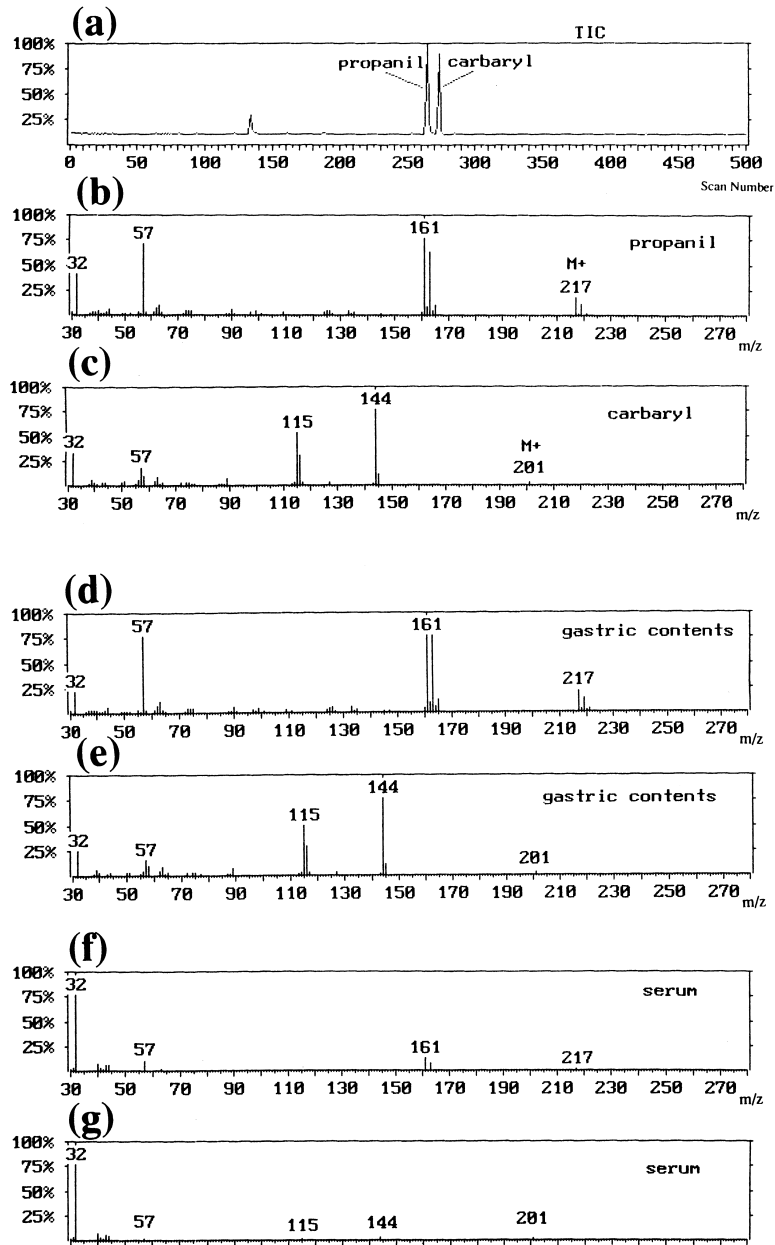 (a)
TIC
100%
propanil carbaryl
75%
50%
25%
0 50 100 150 200 250 300 350 400 450 500
Scan Number
(b)
100%
161
57
75%
propanil
32
M+
50%
217
25%
30 50 70 90 110 130 150 170 190 210 230 250 270
m/z
(c)
100%
144
115
carbaryl
75%
32
M+
50%
57
201
25%
30 50 70 90 110 130 150 170 190 210 230 250 270
m/z
(d)
100%
57
161
gastric contents
75%
50%
32
217
25%
30 50 70 90 110 130 150 170 190 210 230 250 270
m/z
(e)
100%
144
gastric contents
75%
115
50%
32
57
201
25%
30 50 70 90 110 130 150 170 190 210 230 250 270
m/z
(f)
100%
32
serum
75%
50%
57
161
217
25%
30 50 70 90 110 130 150 170 190 210 230 250 270
m/z
(g)
100%
32
serum
75%
50%
57
115
144
201
25%